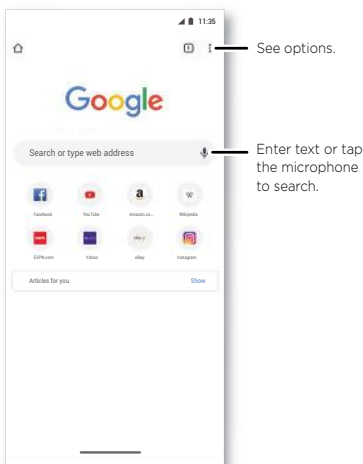 11:35
1
See options.
Google
Search or type web address
Enter text or tap
the microphone
to search.
Facebook YouTube Amazon.co... Wikipedia
ESPN.com Yahoo eBay Instagram
Articles for you Show